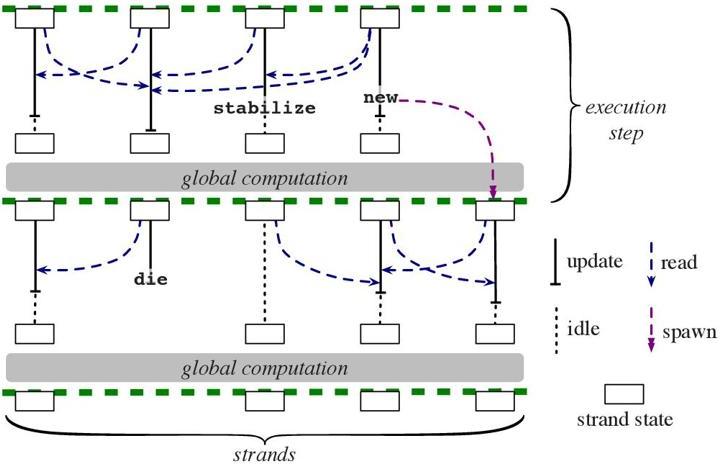 stabilize
new
execution
step
global computation
die
update
read
idle
spawn
global computation
strand state
strands